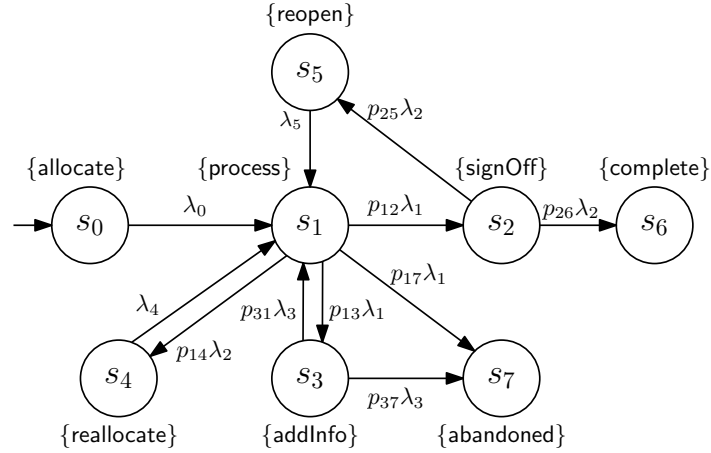 {reopen}
s₅
λ₅
p₂₅λ₂
{allocate}
{process}
{signOff}
{complete}
s₀
λ₀
s₁
p₁₂λ₁
s₂
p₂₆λ₂
s₆
λ₄
p₁₄λ₂
p₃₁λ₃
p₁₃λ₁
p₁₇λ₁
s₄
s₃
p₃₇λ₃
s₇
{reallocate}
{addInfo}
{abandoned}